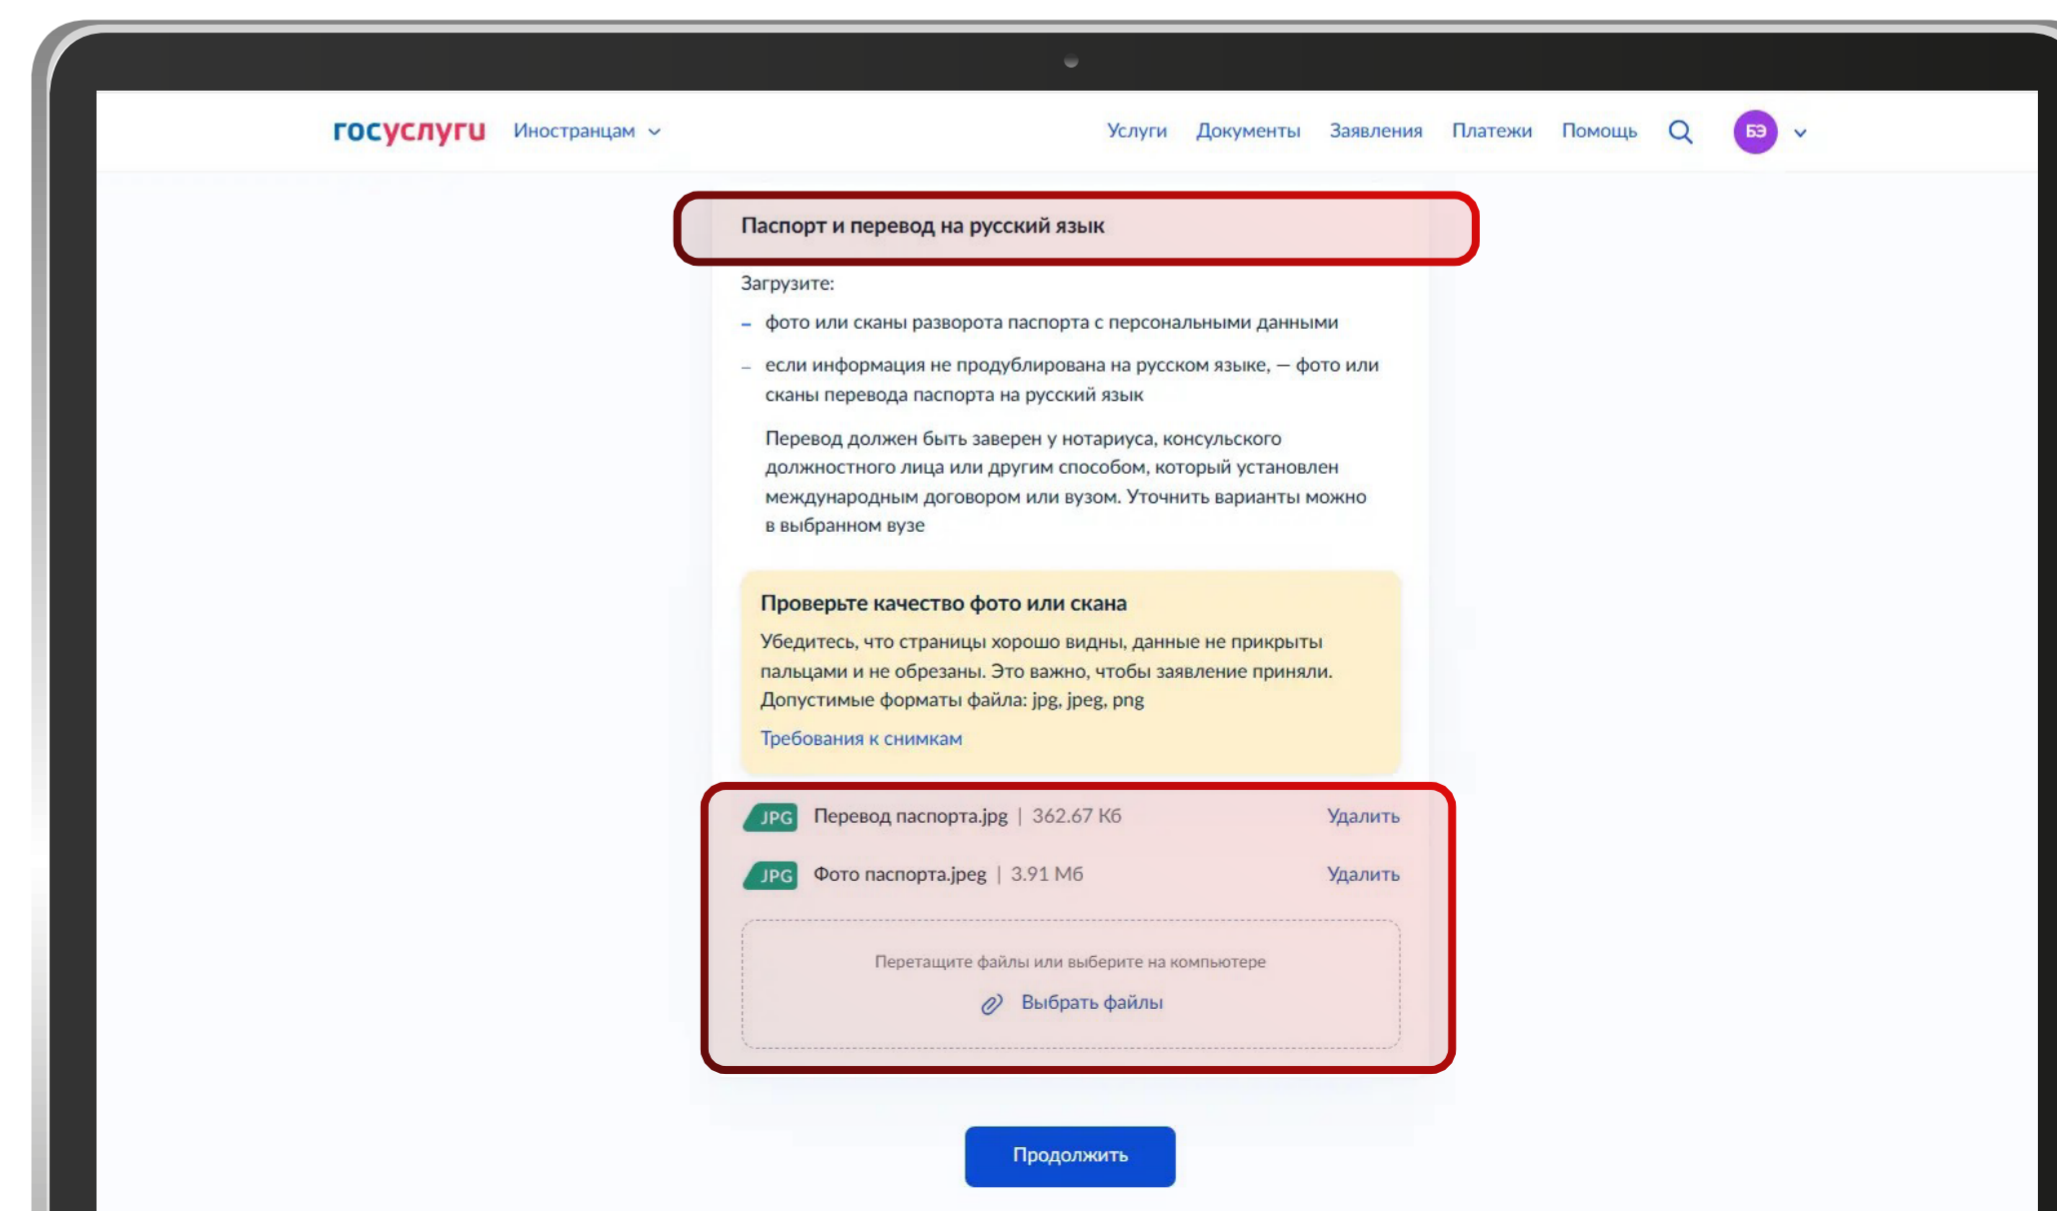 госуслуги Иностранцам Услуги Документы Заявления Платежи Помощь БЭ
Паспорт и перевод на русский язык
Загрузите:
– фото или сканы разворота паспорта с персональными данными
– если информация не продублирована на русском языке, — фото или
сканы перевода паспорта на русский язык
Перевод должен быть заверен у нотариуса, консульского
должностного лица или другим способом, который установлен
международным договором или вузом. Уточнить варианты можно
в выбранном вузе
Проверьте качество фото или скана
Убедитесь, что страницы хорошо видны, данные не прикрыты
пальцами и не обрезаны. Это важно, чтобы заявление приняли.
Допустимые форматы файла: jpg, jpeg, png
Требования к снимкам
JPG Перевод паспорта.jpg | 362.67 Кб Удалить
JPG Фото паспорта.jpeg | 3.91 Мб Удалить
Перетащите файлы или выберите на компьютере
Выбрать файлы
Продолжить